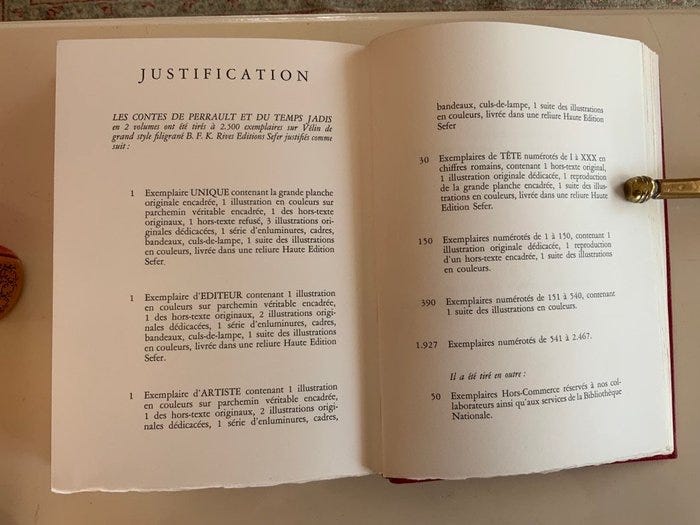 JUSTIFICATION
LES CONTES DE PERRAULT ET DU TEMPS JADIS
en 2 volumes ont été tirés à 2.500 exemplaires sur Vélin de
grand style filigrané B. F. K. Rives Editions Sefer justifiés comme
suit :
1 Exemplaire UNIQUE contenant la grande planche
originale encadrée, 1 illustration en couleurs sur
parchemin véritable encadrée, 1 des hors-texte
originaux, 1 hors-texte refusé, 3 illustrations ori-
ginales dédicacées, 1 série d'enluminures, cadres,
bandeaux, culs-de-lampe, 1 suite des illustrations
en couleurs, livrée dans une reliure Haute Edition
Sefer.
1 Exemplaire d'EDITEUR contenant 1 illustration
en couleurs sur parchemin véritable encadrée,
1 des hors-texte originaux, 2 illustrations origi-
nales dédicacées, 1 série d'enluminures, cadres,
bandeaux, culs-de-lampe, 1 suite des illustrations
en couleurs, livrée dans une reliure Haute Edition
Sefer.
1 Exemplaire d'ARTISTE contenant 1 illustration
en couleurs sur parchemin véritable encadrée,
1 des hors-texte originaux, 2 illustrations origi-
nales dédicacées, 1 série d'enluminures, cadres,
bandeaux, culs-de-lampe, 1 suite des illustrations
en couleurs, livrée dans une reliure Haute Edition
Sefer
30 Exemplaires de TÊTE numérotés de I à XXX en
chiffres romains, contenant 1 hors-texte original,
1 illustration originale dédicacée, 1 reproduction
de la grande planche encadrée, 1 suite des illus-
trations en couleurs, livrée dans une reliure Haute
Edition Sefer.
150 Exemplaires numérotés de 1 à 150, contenant 1
illustration originale dédicacée, 1 reproduction
d'un hors-texte encadrée, 1 suite des illustrations
en couleurs.
390 Exemplaires numérotés de 151 à 540, contenant
1 suite des illustrations en couleurs.
1.927 Exemplaires numérotés de 541 à 2.467.
Il a été tiré en outre :
50 Exemplaires Hors-Commerce réservés à nos col-
laborateurs ainsi qu'aux services de la Bibliothèque
Nationale.